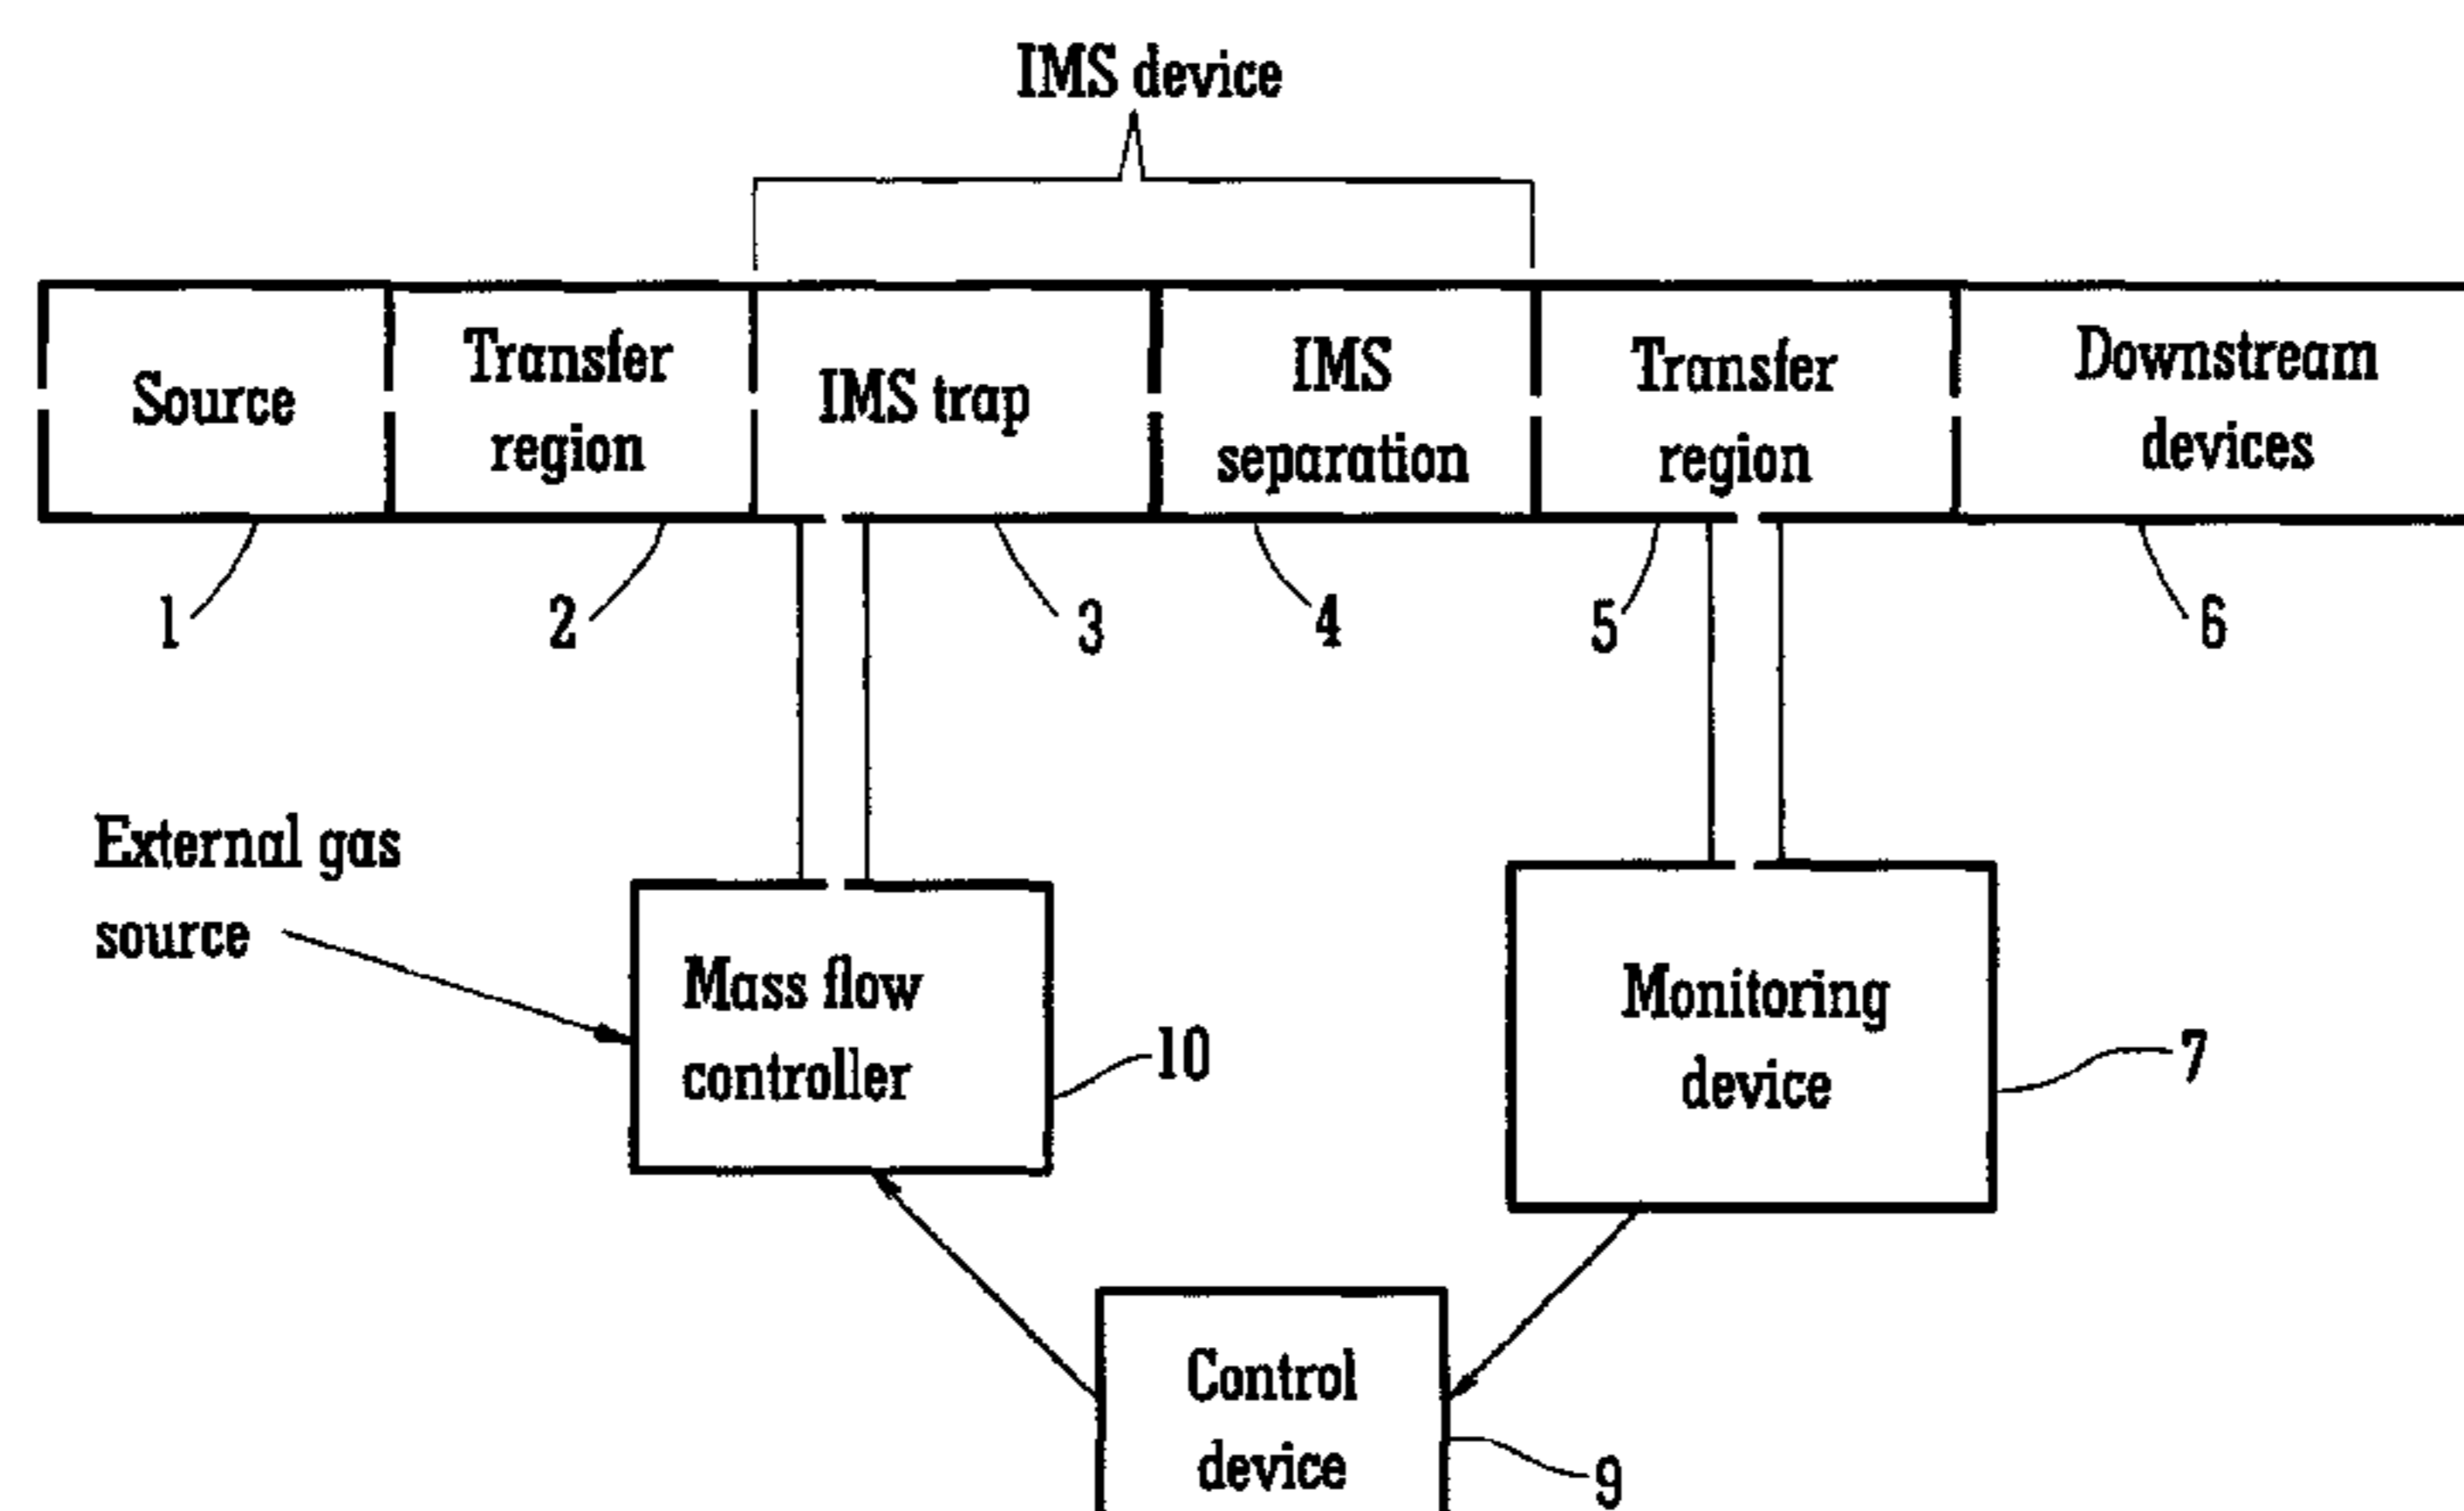 IMS device
Source
Transfer
region
IMS trap
IMS
separation
Transfer
region
Downstream
devices
1
2
3
4
5
6
External gas
source
Mass flow
controller
10
Monitoring
device
7
Control
device
9